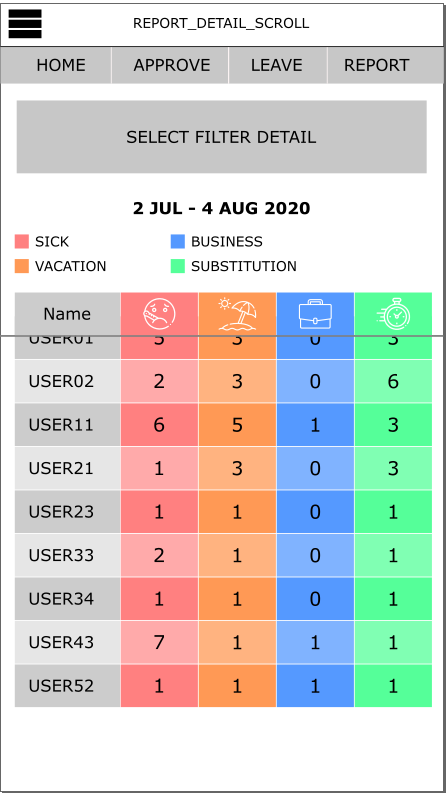 REPORT_DETAIL_SCROLL
HOME APPROVE LEAVE REPORT
SELECT FILTER DETAIL
2 JUL - 4 AUG 2020
SICK BUSINESS
VACATION SUBSTITUTION
Name
USER01 5 3 0 3
USER02 2 3 0 6
USER11 6 5 1 3
USER21 1 3 0 3
USER23 1 1 0 1
USER33 2 1 0 1
USER34 1 1 0 1
USER43 7 1 1 1
USER52 1 1 1 1